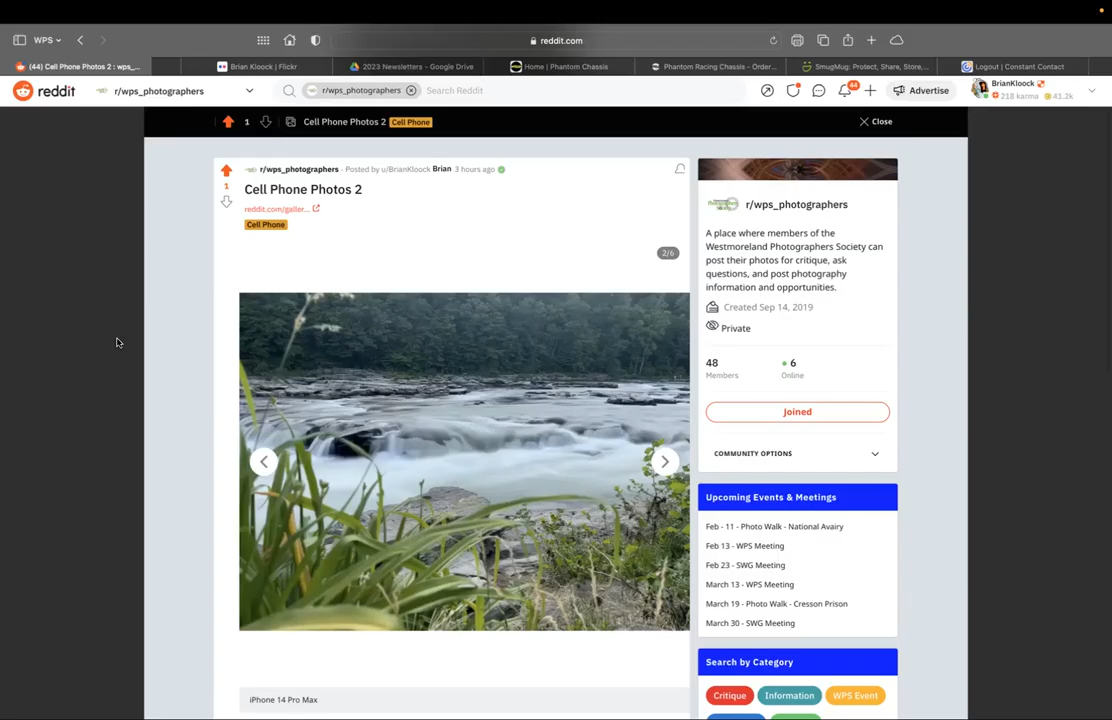 WPS
reddit.com
(44) Cell Phone Photos 2 : wps_...
Brian Kloock | Flickr
2023 Newsletters - Google Drive
Home | Phantom Chassis
Phantom Racing Chassis - Order...
SmugMug: Protect, Share, Store,...
Logout | Constant Contact
reddit
r/wps_photographers
r/wps_photographers
Search Reddit
44
Advertise
BrianKloock
218 karma
41.2k
1
Cell Phone Photos 2
Cell Phone
Close
r/wps_photographers · Posted by u/BrianKloock Brian 3 hours ago
1
Cell Phone Photos 2
reddit.com/galler...
Cell Phone
2/6
iPhone 14 Pro Max
r/wps_photographers
A place where members of the
Westmoreland Photographers Society can
post their photos for critique, ask
questions, and post photography
information and opportunities.
Created Sep 14, 2019
Private
48
Members
6
Online
Joined
COMMUNITY OPTIONS
Upcoming Events & Meetings
Feb - 11 - Photo Walk - National Avairy
Feb 13 - WPS Meeting
Feb 23 - SWG Meeting
March 13 - WPS Meeting
March 19 - Photo Walk - Cresson Prison
March 30 - SWG Meeting
Search by Category
Critique
Information
WPS Event